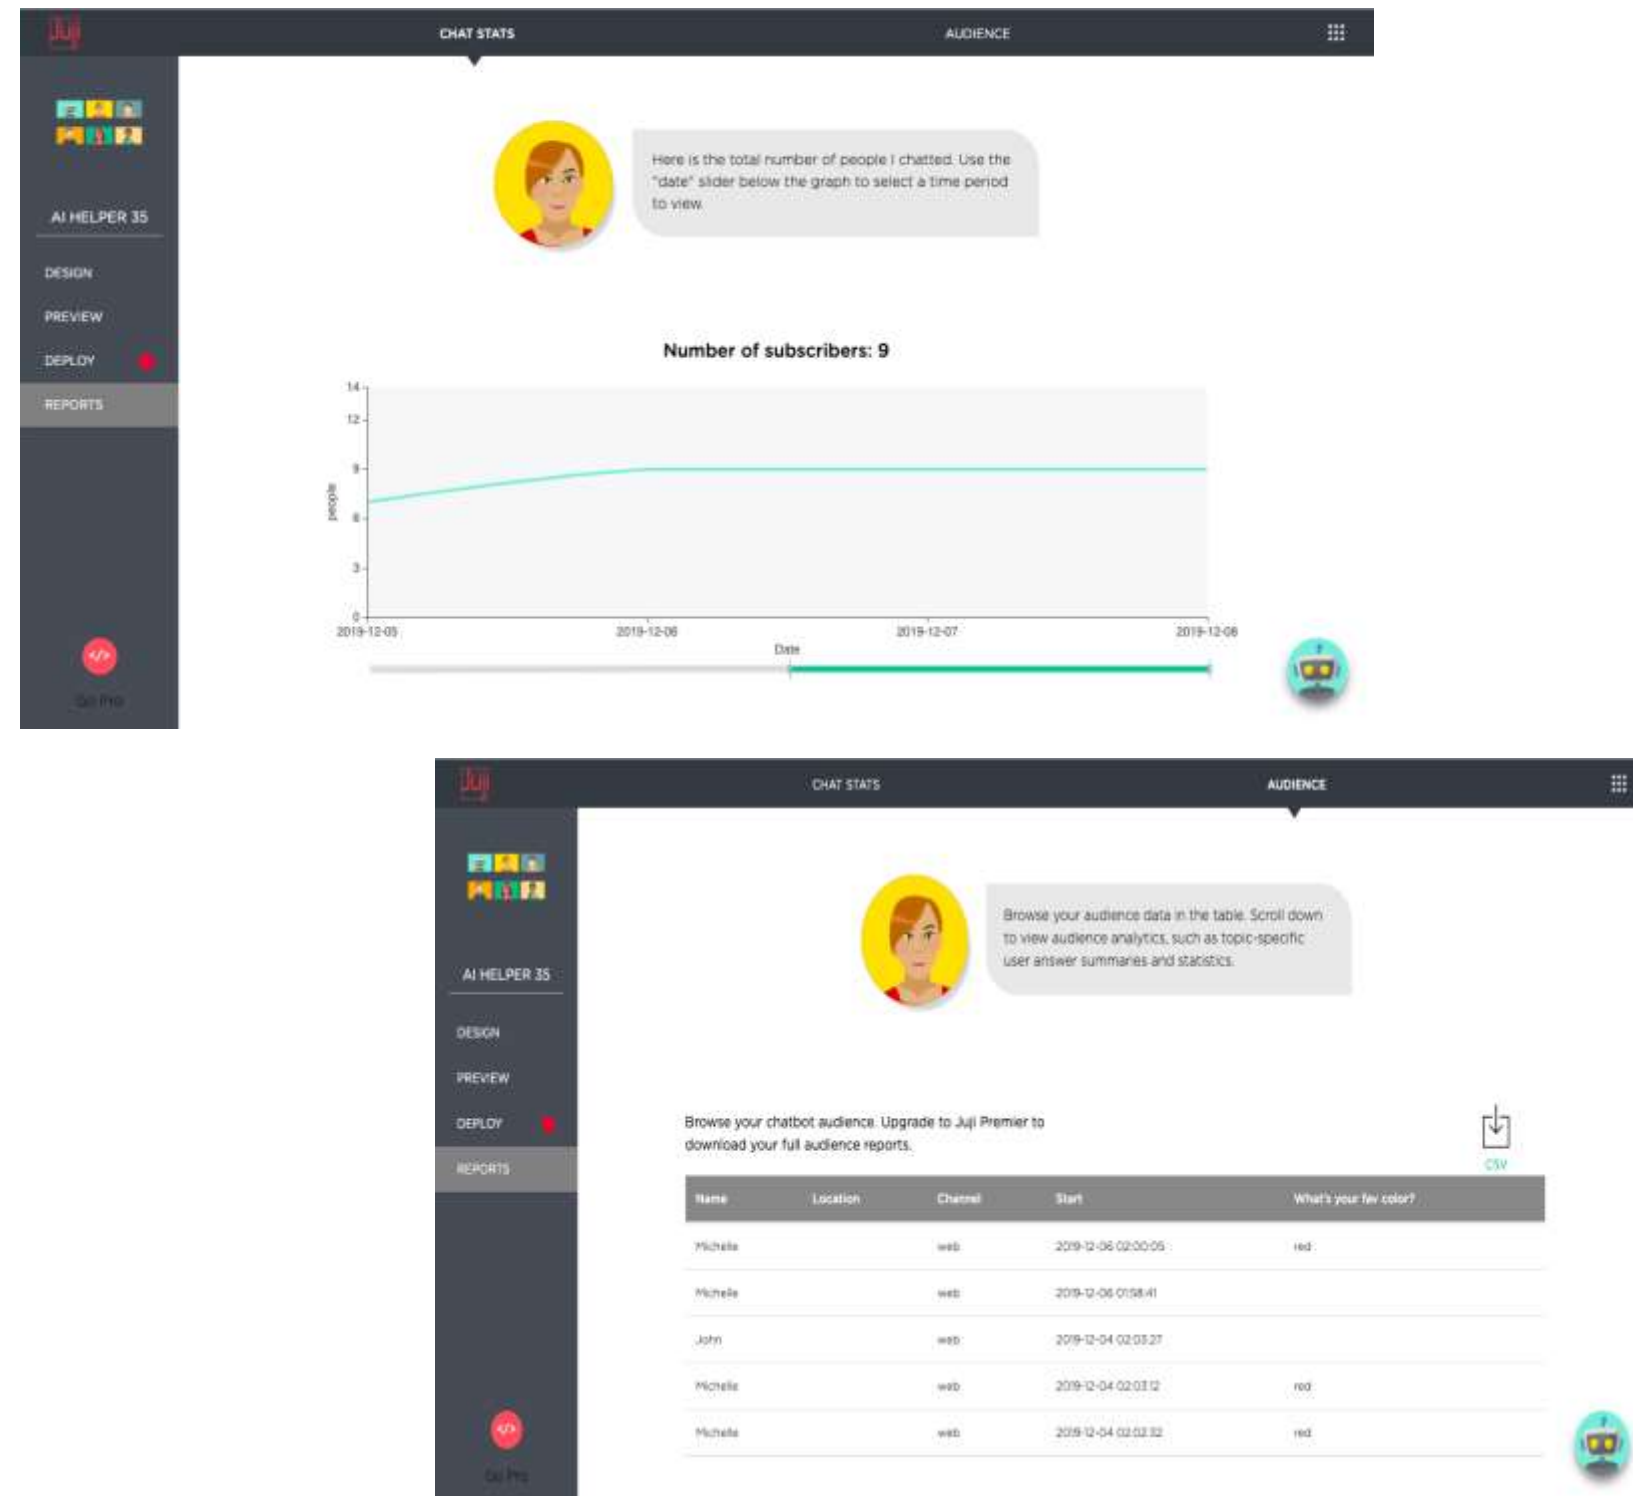 Juji
CHAT STATS
AUDIENCE
Here is the total number of people I chatted. Use the
"date" slider below the graph to select a time period
to view.
AI HELPER 35
DESIGN
PREVIEW
DEPLOY
REPORTS
Go Pro
Number of subscribers: 9
14
12
9
6
3
0
people
2019-12-05
2019-12-06
2019-12-07
2019-12-08
Date
Juji
CHAT STATS
AUDIENCE
Browse your audience data in the table. Scroll down
to view audience analytics, such as topic-specific
user answer summaries and statistics.
AI HELPER 35
DESIGN
PREVIEW
DEPLOY
REPORTS
Go Pro
Browse your chatbot audience. Upgrade to Juji Premier to
download your full audience reports.
CSV
Name Location Channel Start What's your fav color?
Michelle web 2019-12-06 02:00:05 red
Michelle web 2019-12-06 01:58:41
John web 2019-12-04 02:03:27
Michelle web 2019-12-04 02:03:12 red
Michelle web 2019-12-04 02:02:32 red